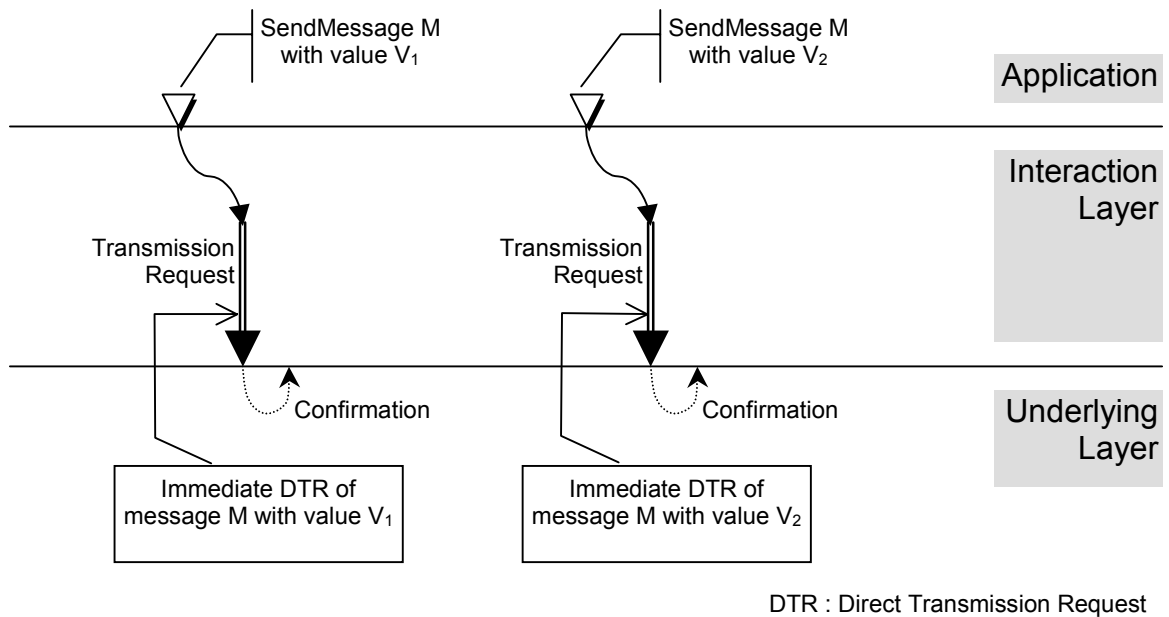 SendMessage M
with value V₁
SendMessage M
with value V₂
Application
Interaction
Layer
Transmission
Request
Transmission
Request
Confirmation
Confirmation
Underlying
Layer
Immediate DTR of
message M with value V₁
Immediate DTR of
message M with value V₂
DTR : Direct Transmission Request